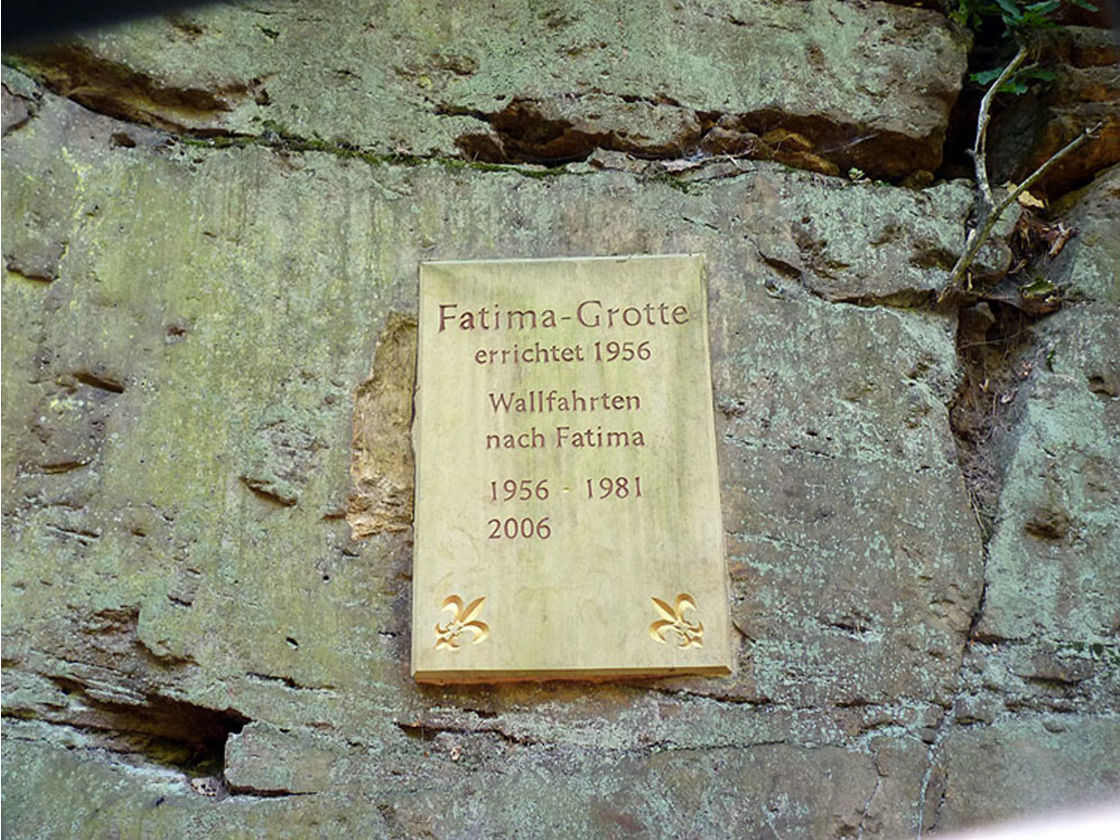 Fatima-Grotte
errichtet 1956
Wallfahrten
nach Fatima
1956 - 1981
2006